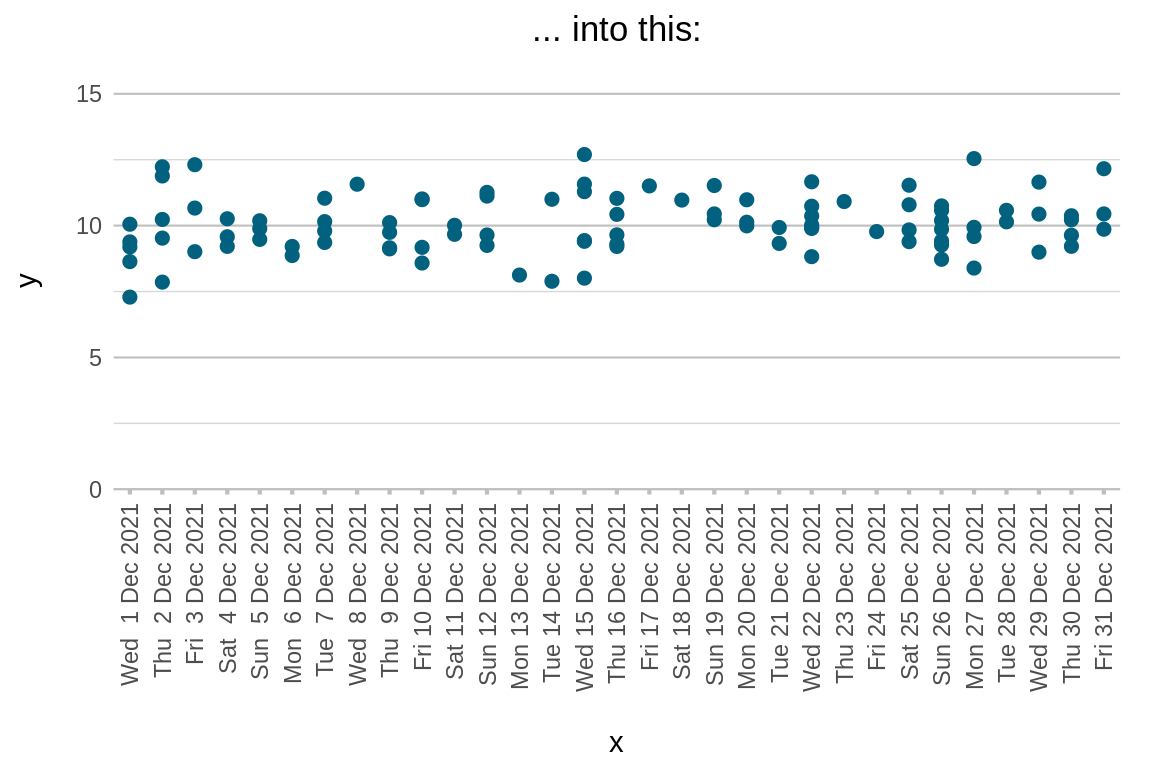 ... into this:
15
10
5
0
y
Wed  1 Dec 2021
Thu  2 Dec 2021
Fri  3 Dec 2021
Sat  4 Dec 2021
Sun  5 Dec 2021
Mon  6 Dec 2021
Tue  7 Dec 2021
Wed  8 Dec 2021
Thu  9 Dec 2021
Fri 10 Dec 2021
Sat 11 Dec 2021
Sun 12 Dec 2021
Mon 13 Dec 2021
Tue 14 Dec 2021
Wed 15 Dec 2021
Thu 16 Dec 2021
Fri 17 Dec 2021
Sat 18 Dec 2021
Sun 19 Dec 2021
Mon 20 Dec 2021
Tue 21 Dec 2021
Wed 22 Dec 2021
Thu 23 Dec 2021
Fri 24 Dec 2021
Sat 25 Dec 2021
Sun 26 Dec 2021
Mon 27 Dec 2021
Tue 28 Dec 2021
Wed 29 Dec 2021
Thu 30 Dec 2021
Fri 31 Dec 2021
x